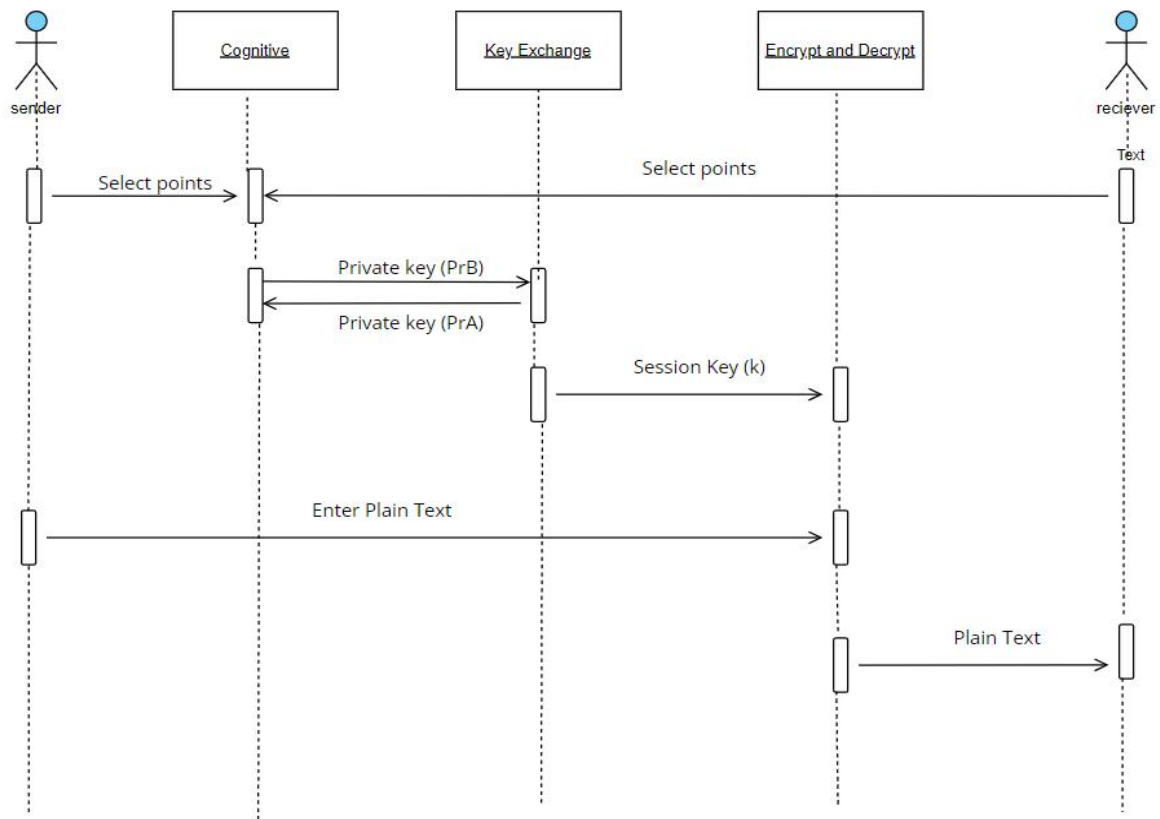 Cognitive
Key Exchange
Encrypt and Decrypt
sender
reciever
Text
Select points
Select points
Private key (PrB)
Private key (PrA)
Session Key (k)
Enter Plain Text
Plain Text